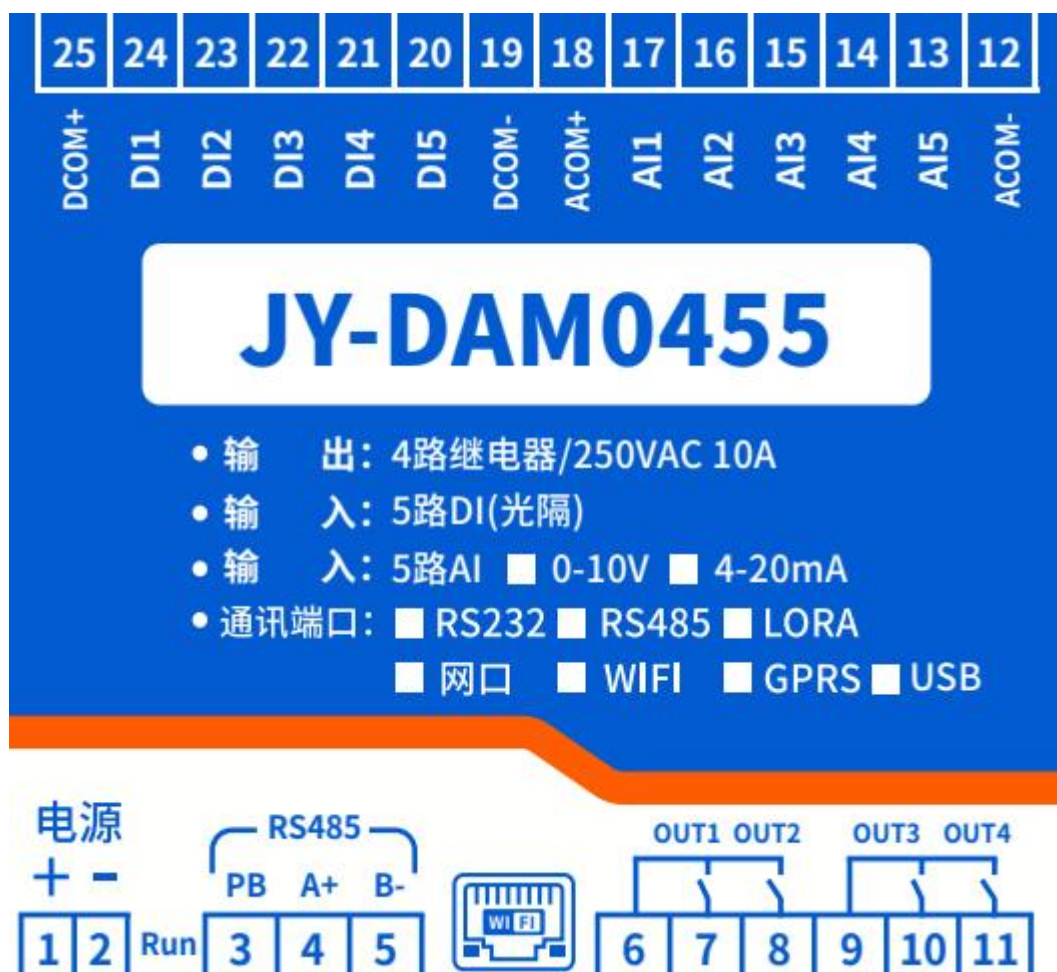 25 24 23 22 21 20 19 18 17 16 15 14 13 12
DCOM+ DI1 DI2 DI3 DI4 DI5 DCOM- ACOM+ AI1 AI2 AI3 AI4 AI5 ACOM-
JY-DAM0455
• 输 出：4路继电器/250VAC 10A
• 输 入：5路DI(光隔)
• 输 入：5路AI ■ 0-10V ■ 4-20mA
• 通讯端口：■ RS232 ■ RS485 ■ LORA
■ 网口 ■ WIFI ■ GPRS ■ USB
电源 RS485 OUT1 OUT2 OUT3 OUT4
+ - PB A+ B-
WI FI
1 2 Run 3 4 5 6 7 8 9 10 11